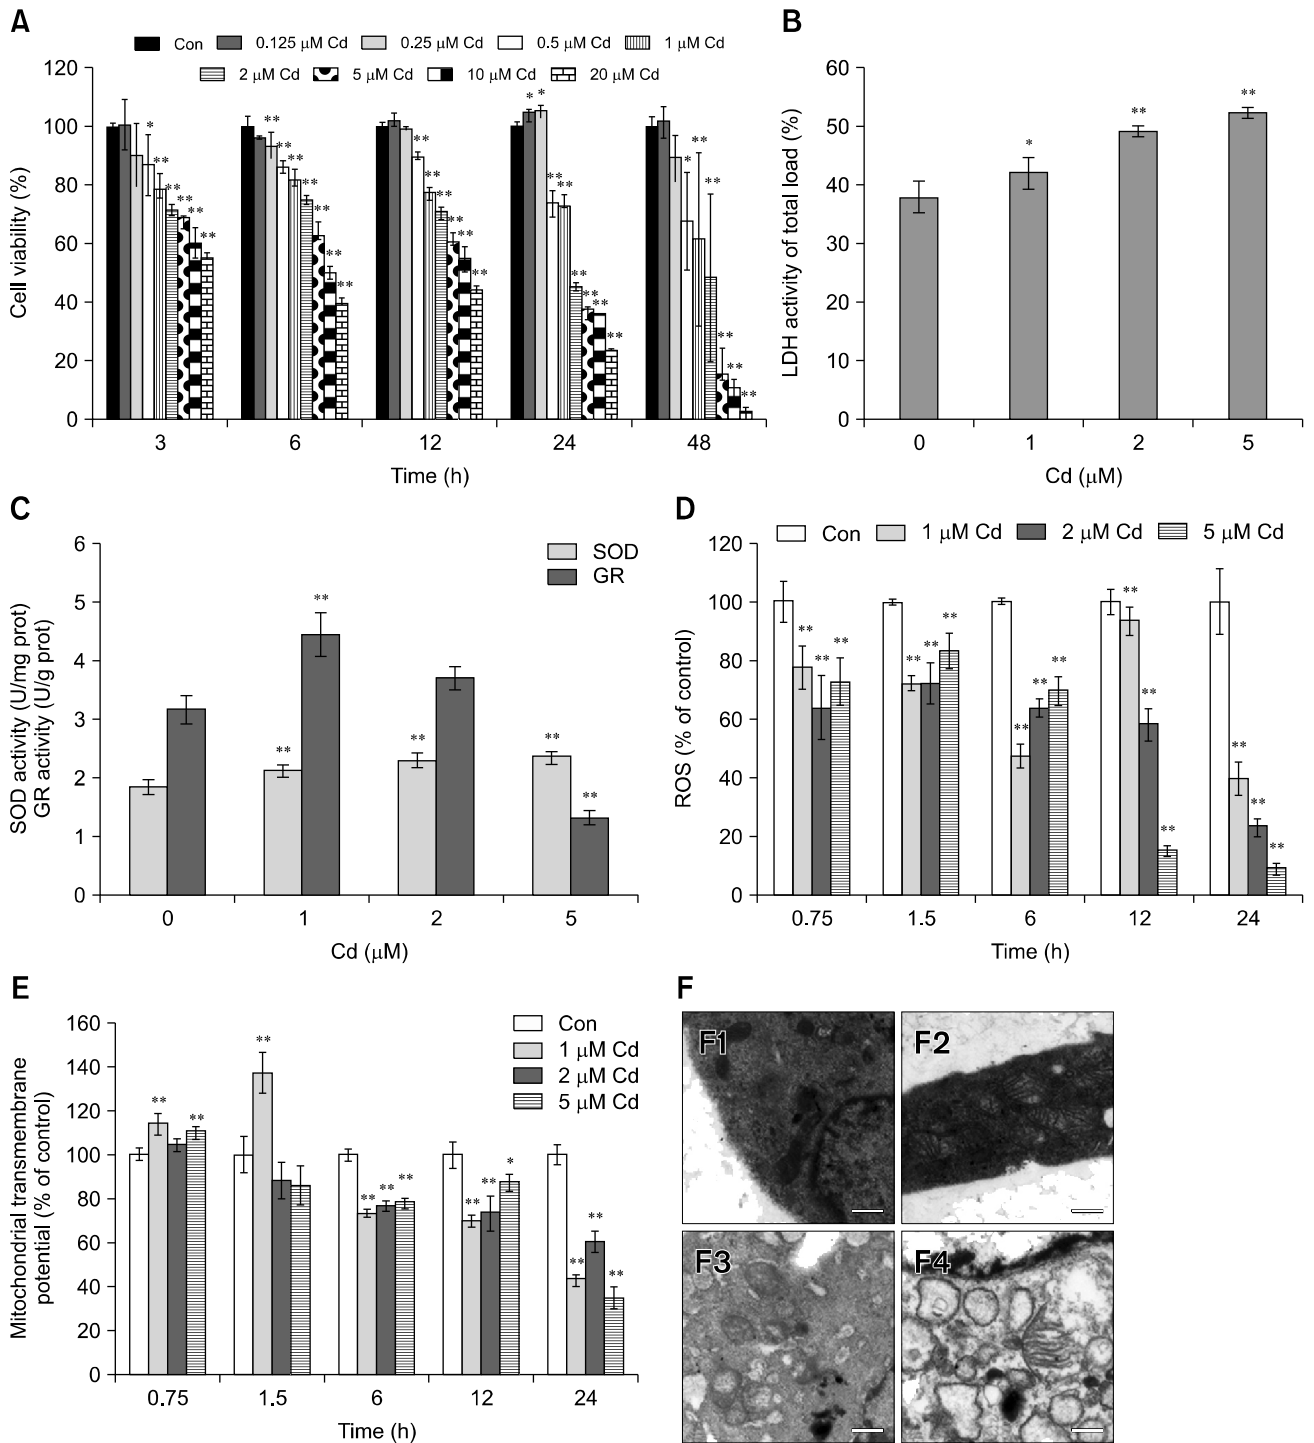 A
Con 0.125 μM Cd 0.25 μM Cd 0.5 μM Cd 1 μM Cd
2 μM Cd 5 μM Cd 10 μM Cd 20 μM Cd
120
100
80
60
40
20
0
Cell viability (%)
3 6 12 24 48
Time (h)
B
60
50
40
30
20
10
0
LDH activity of total load (%)
* ** **
0 1 2 5
Cd (μM)
C
6
5
4
3
2
1
0
SOD activity (U/mg prot)
GR activity (U/g prot)
SOD
GR
** ** ** ** **
0 1 2 5
Cd (μM)
D
Con 1 μM Cd 2 μM Cd 5 μM Cd
120
100
80
60
40
20
0
ROS (% of control)
0.75 1.5 6 12 24
Time (h)
E
160
140
120
100
80
60
40
20
0
Mitochondrial transmembrane
potential (% of control)
Con
1 μM Cd
2 μM Cd
5 μM Cd
0.75 1.5 6 12 24
Time (h)
F
F1 F2
F3 F4